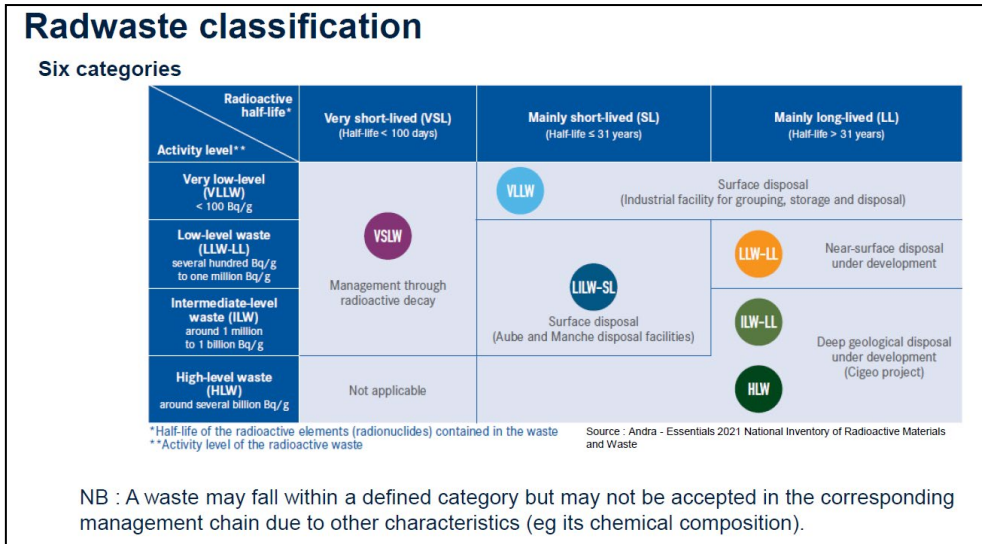 Radwaste classification
Six categories
Radioactive
half-life*
Activity level**
Very short-lived (VSL)
(Half-life < 100 days)
Mainly short-lived (SL)
(Half-life ≤ 31 years)
Mainly long-lived (LL)
(Half-life > 31 years)
Very low-level
(VLLW)
< 100 Bq/g
VLLW
Surface disposal
(Industrial facility for grouping, storage and disposal)
Low-level waste
(LLW-LL)
several hundred Bq/g
to one million Bq/g
VSLW
Management through
radioactive decay
LLW-LL
Near-surface disposal
under development
Intermediate-level
waste (ILW)
around 1 million
to 1 billion Bq/g
LILW-SL
Surface disposal
(Aube and Manche disposal facilities)
ILW-LL
Deep geological disposal
under development
(Cigeo project)
High-level waste
(HLW)
around several billion Bq/g
Not applicable
HLW
*Half-life of the radioactive elements (radionuclides) contained in the waste
**Activity level of the radioactive waste
Source : Andra - Essentials 2021 National Inventory of Radioactive Materials
and Waste
NB : A waste may fall within a defined category but may not be accepted in the corresponding
management chain due to other characteristics (eg its chemical composition).